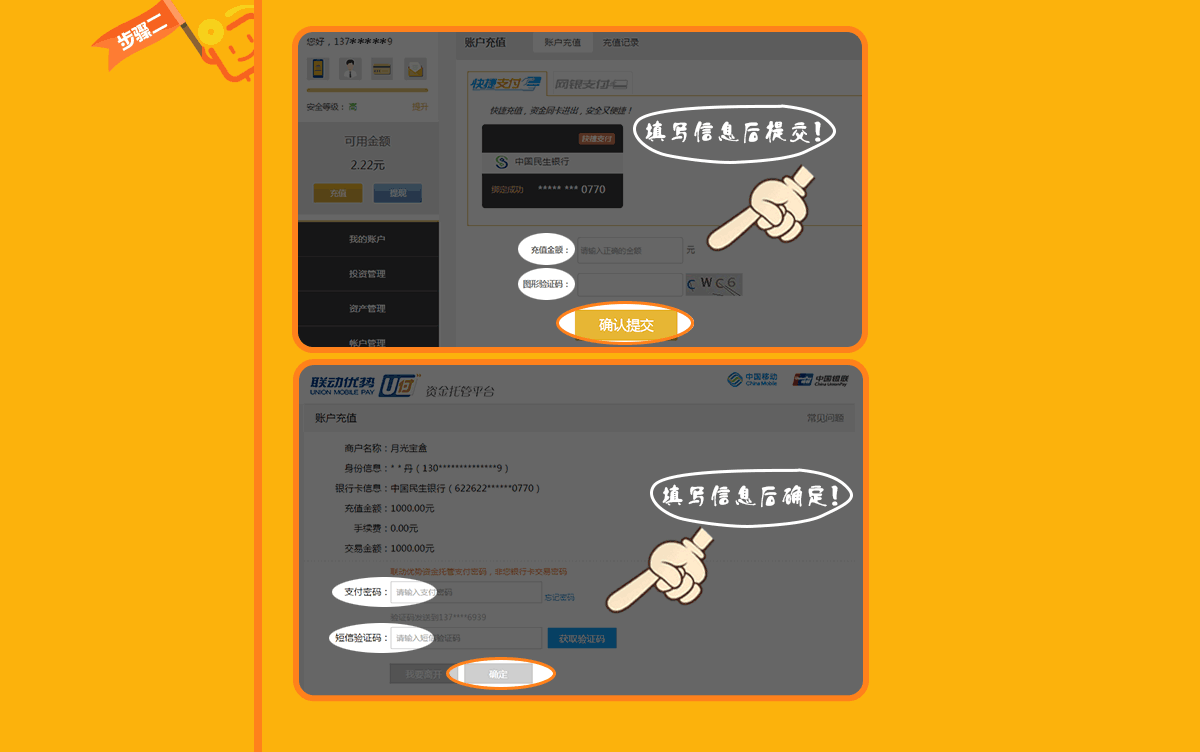 步骤二
您好，137*****9
账户充值
账户充值
充值记录
快捷支付
网银支付
安全等级：高
提升
快捷充值，资金同卡进出，安全又便捷！
填写信息后提交！
可用金额
2.22元
快捷支付
中国民生银行
充值
提现
绑定成功
***** *** 0770
我的账户
充值金额：
请输入正确的金额
元
投资管理
图形验证码：
C W C 6
资产管理
确认提交
帐户管理
联动优势
UNION MOBILE PAY
资金托管平台
中国移动
China Mobile
中国银联
China UnionPay
账户充值
常见问题
商户名称：月光宝盒
身份信息：* * 丹（130**************9）
银行卡信息：中国民生银行（622622******0770）
填写信息后确定！
充值金额：1000.00元
手续费：0.00元
交易金额：1000.00元
联动优势资金托管支付密码，非您银行卡交易密码
支付密码：
请输入支付密码
忘记密码
验证码发送到137****6939
短信验证码：
请输入短信验证码
获取验证码
我要离开
确定